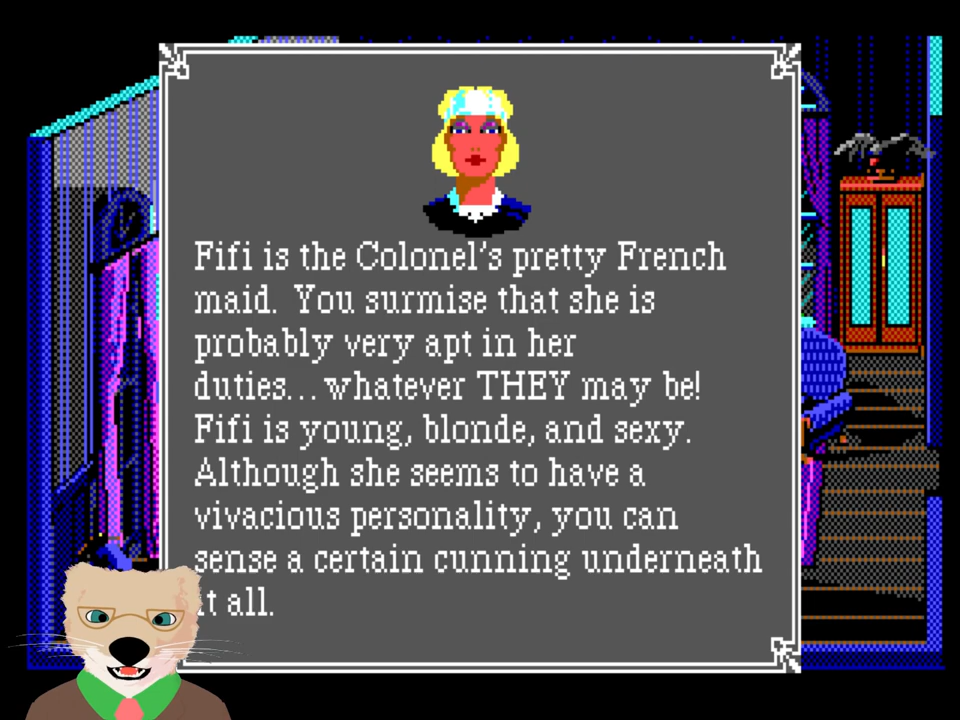 Fifi is the Colonel's pretty French
maid. You surmise that she is
probably very apt in her
duties...whatever THEY may be!
Fifi is young, blonde, and sexy.
Although she seems to have a
vivacious personality, you can
sense a certain cunning underneath
it all.